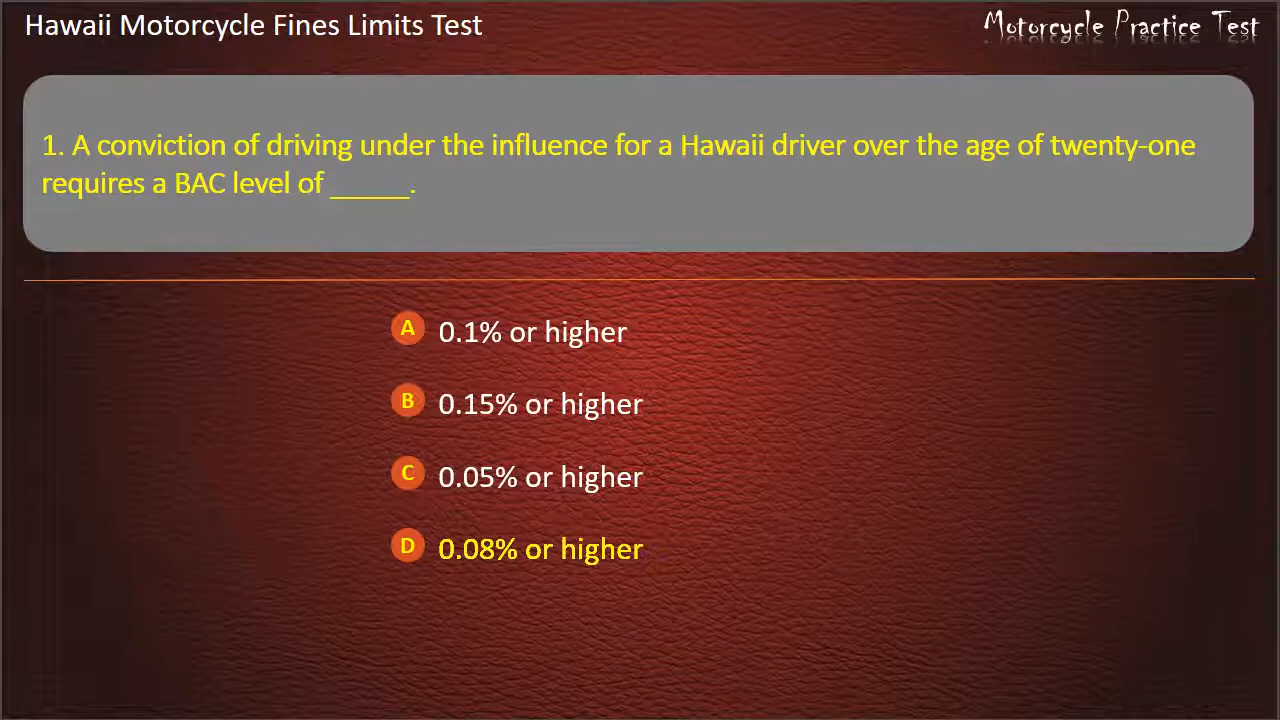 Hawaii Motorcycle Fines Limits Test
Motorcycle Practice Test
1. A conviction of driving under the influence for a Hawaii driver over the age of twenty-one
requires a BAC level of _____.
A 0.1% or higher
B 0.15% or higher
C 0.05% or higher
D 0.08% or higher